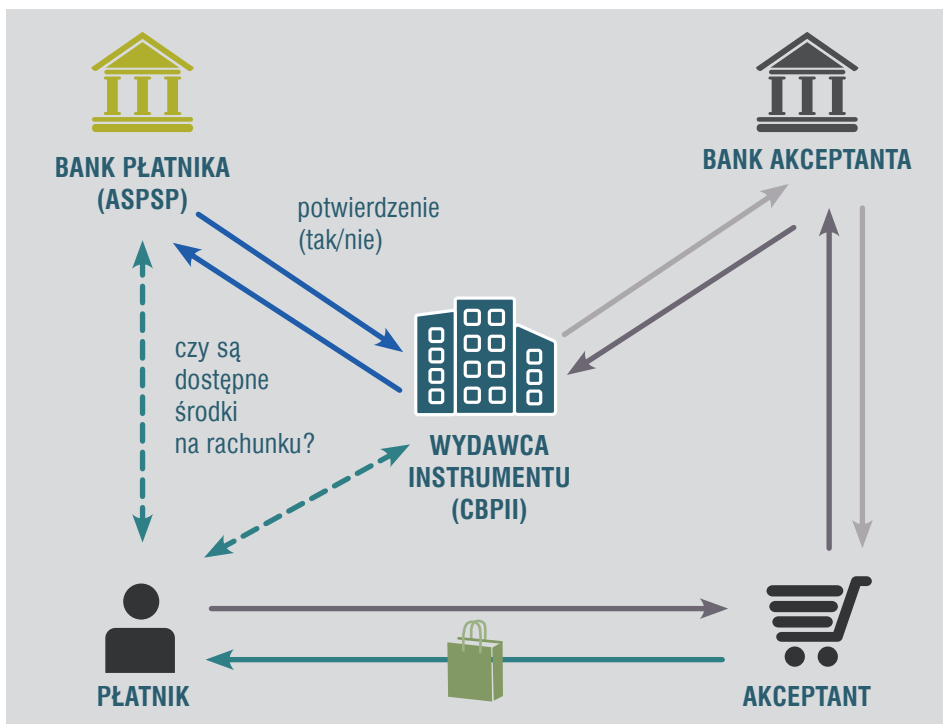 BANK PŁATNIKA
(ASPSP)
BANK AKCEPTANTA
potwierdzenie
(tak/nie)
czy są
dostępne
środki
na rachunku?
WYDAWCA
INSTRUMENTU
(CBPII)
PŁATNIK
AKCEPTANT